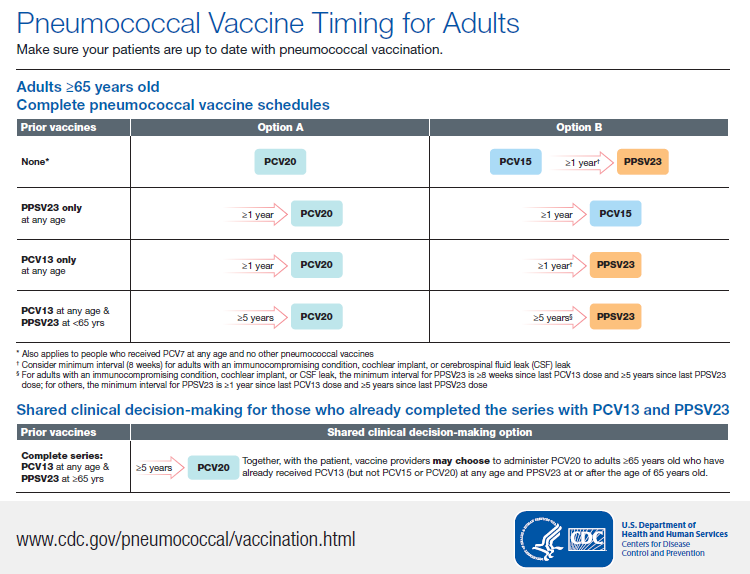 Pneumococcal Vaccine Timing for Adults
Make sure your patients are up to date with pneumococcal vaccination.
Adults ≥65 years old
Complete pneumococcal vaccine schedules
Prior vaccines Option A Option B
None* PCV20 PCV15 ≥1 year† PPSV23
PPSV23 only
at any age
≥1 year PCV20 ≥1 year PCV15
PCV13 only
at any age
≥1 year PCV20 ≥1 year† PPSV23
PCV13 at any age &
PPSV23 at <65 yrs
≥5 years PCV20 ≥5 years§ PPSV23
* Also applies to people who received PCV7 at any age and no other pneumococcal vaccines
† Consider minimum interval (8 weeks) for adults with an immunocompromising condition, cochlear implant, or cerebrospinal fluid leak (CSF) leak
§ For adults with an immunocompromising condition, cochlear implant, or CSF leak, the minimum interval for PPSV23 is ≥8 weeks since last PCV13 dose and ≥5 years since last PPSV23
dose; for others, the minimum interval for PPSV23 is ≥1 year since last PCV13 dose and ≥5 years since last PPSV23 dose
Shared clinical decision-making for those who already completed the series with PCV13 and PPSV23
Prior vaccines Shared clinical decision-making option
Complete series:
PCV13 at any age &
PPSV23 at ≥65 yrs
≥5 years PCV20
Together, with the patient, vaccine providers may choose to administer PCV20 to adults ≥65 years old who have
already received PCV13 (but not PCV15 or PCV20) at any age and PPSV23 at or after the age of 65 years old.
www.cdc.gov/pneumococcal/vaccination.html
CDC
U.S. Department of
Health and Human Services
Centers for Disease
Control and Prevention